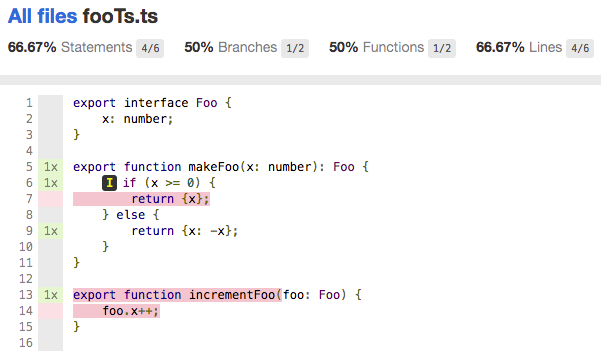 All files fooTs.ts
66.67% Statements 4/6 50% Branches 1/2 50% Functions 1/2 66.67% Lines 4/6
1 export interface Foo {
2 x: number;
3 }
4
5 1x export function makeFoo(x: number): Foo {
6 1x I if (x >= 0) {
7 return {x};
8 } else {
9 1x return {x: -x};
10 }
11 }
12
13 1x export function incrementFoo(foo: Foo) {
14 foo.x++;
15 }
16